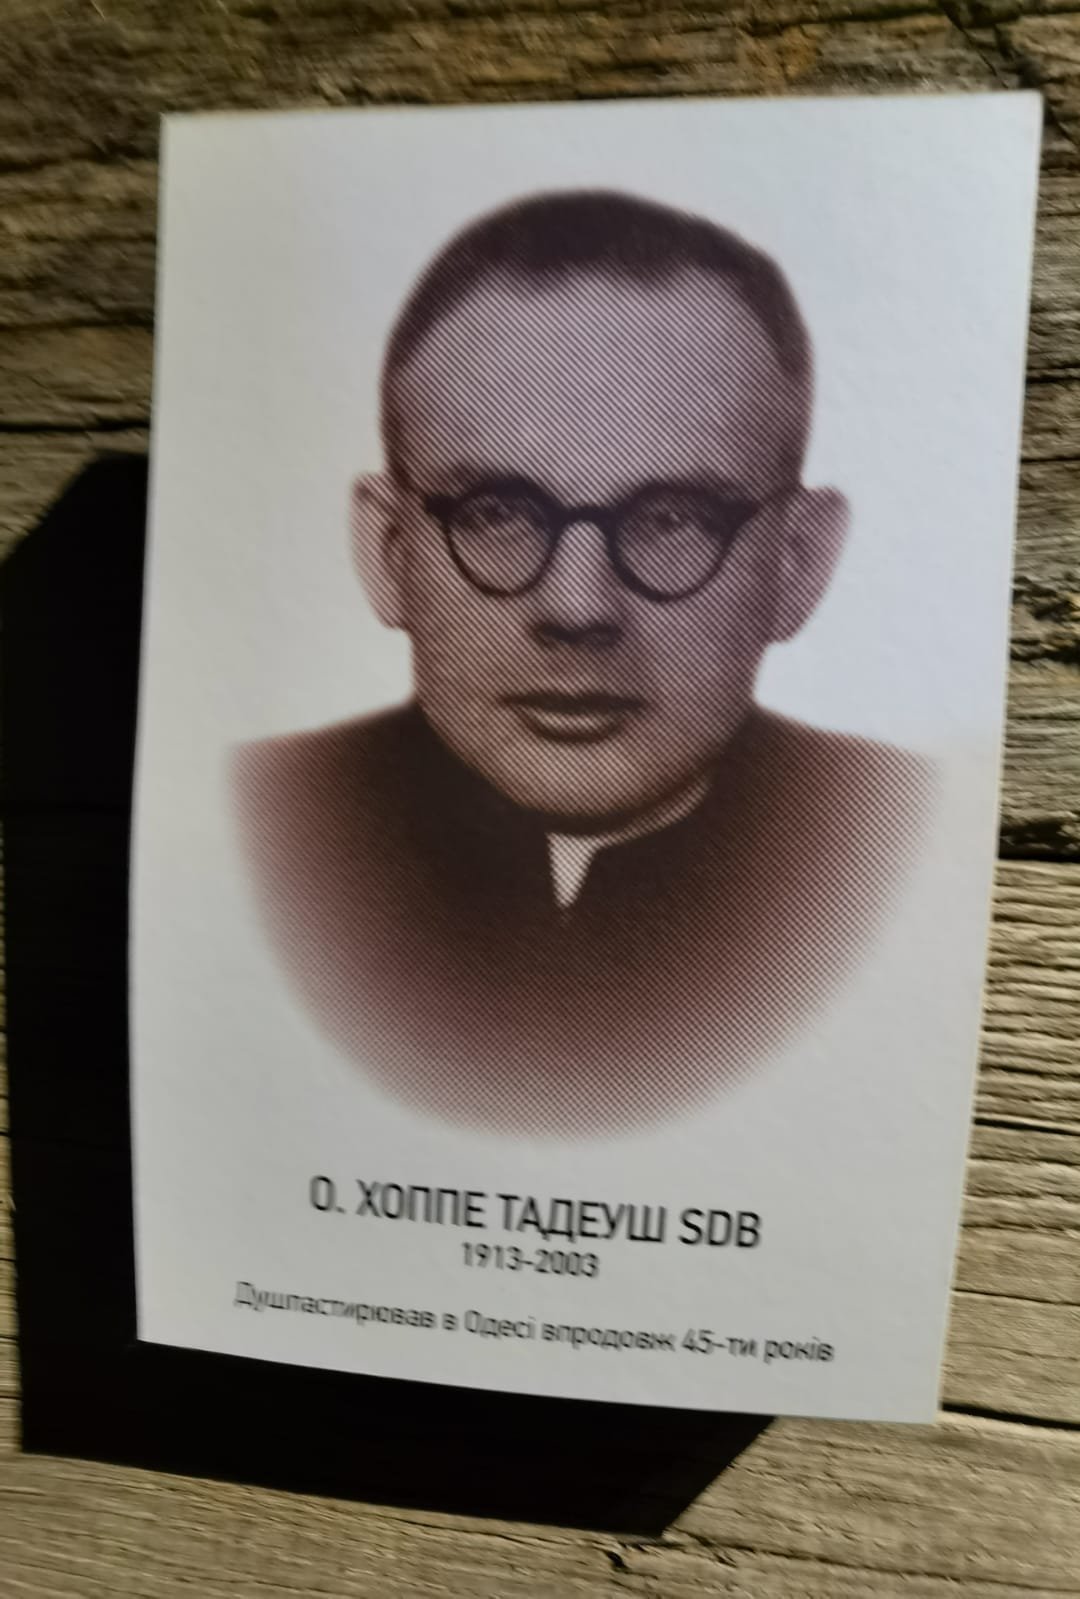 О. ХОППЕ ТАДЕУШ SDB
1913-2003
Душпастирював в Одесі впродовж 45-ти років